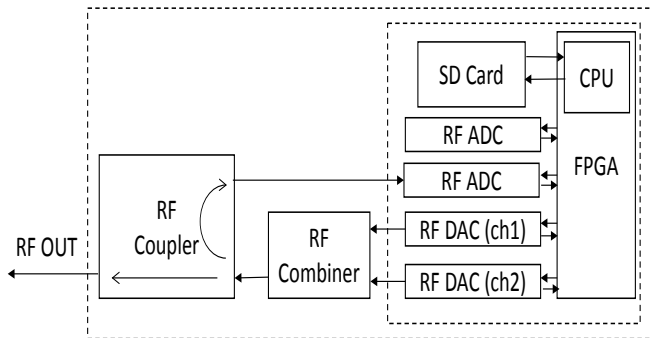 SD Card
CPU
RF ADC
FPGA
RF ADC
RF
Coupler
RF OUT
RF
Combiner
RF DAC (ch1)
RF DAC (ch2)